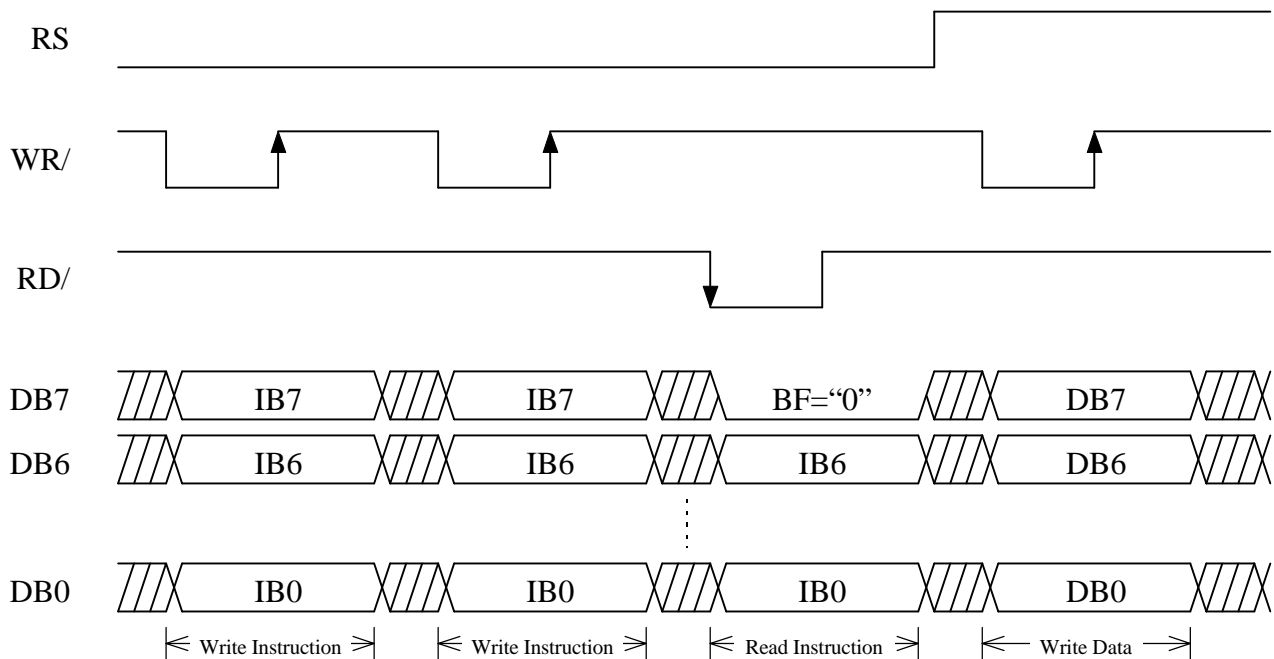 RS
WR/
RD/
DB7 IB7 IB7 BF=“0” DB7
DB6 IB6 IB6 IB6 DB6
DB0 IB0 IB0 IB0 DB0
Write Instruction Write Instruction Read Instruction Write Data